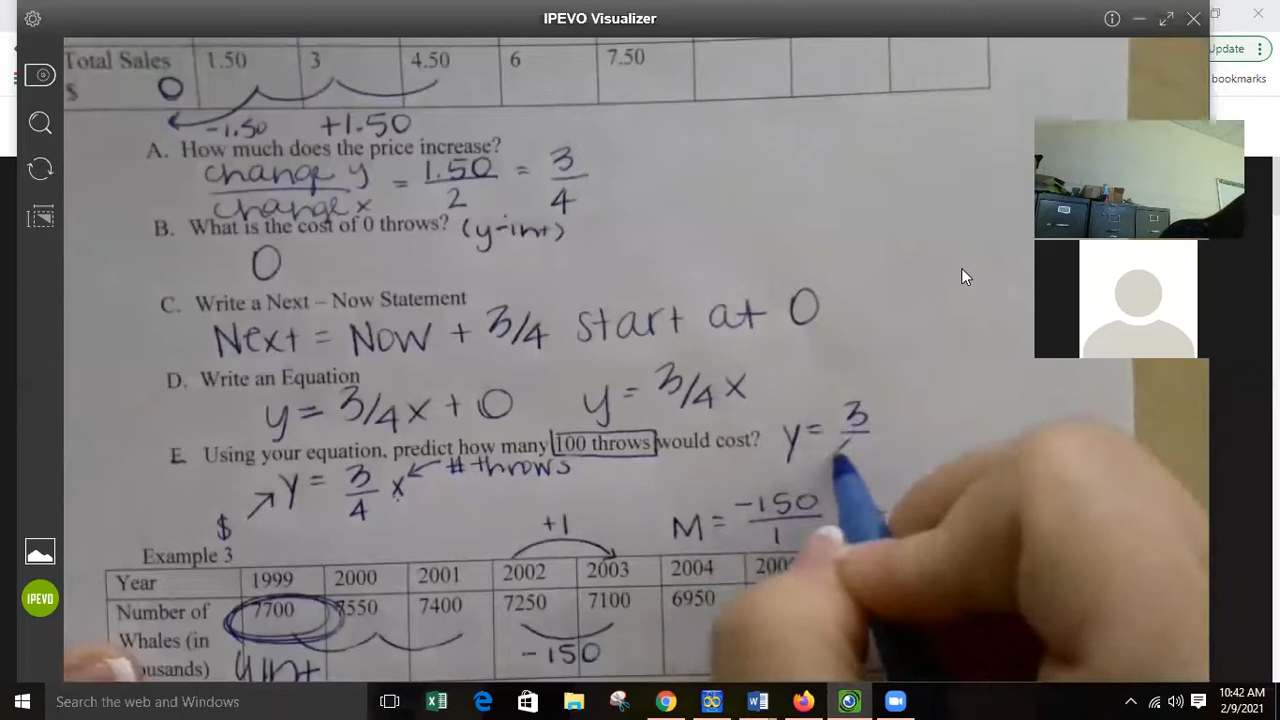 IPEVO Visualizer
Update
bookmarks
Total Sales 1.50 3 4.50 6 7.50
$ 0
-1.50 +1.50
A. How much does the price increase?
change y / change x = 1.50 / 2 = 3 / 4
B. What is the cost of 0 throws? (y-int)
0
C. Write a Next – Now Statement
Next = Now + 3/4 start at 0
D. Write an Equation
y = 3/4x + 0 y = 3/4x
E. Using your equation, predict how many 100 throws would cost? y = 3
y = 3/4 x # throws
$
M = -150 / 1
+1
Example 3
Year 1999 2000 2001 2002 2003 2004
Number of 7700 7550 7400 7250 7100 6950
Whales (in
-150
y int
IPEVO
Search Windows and Windows
10:42 AM
2/9/2021